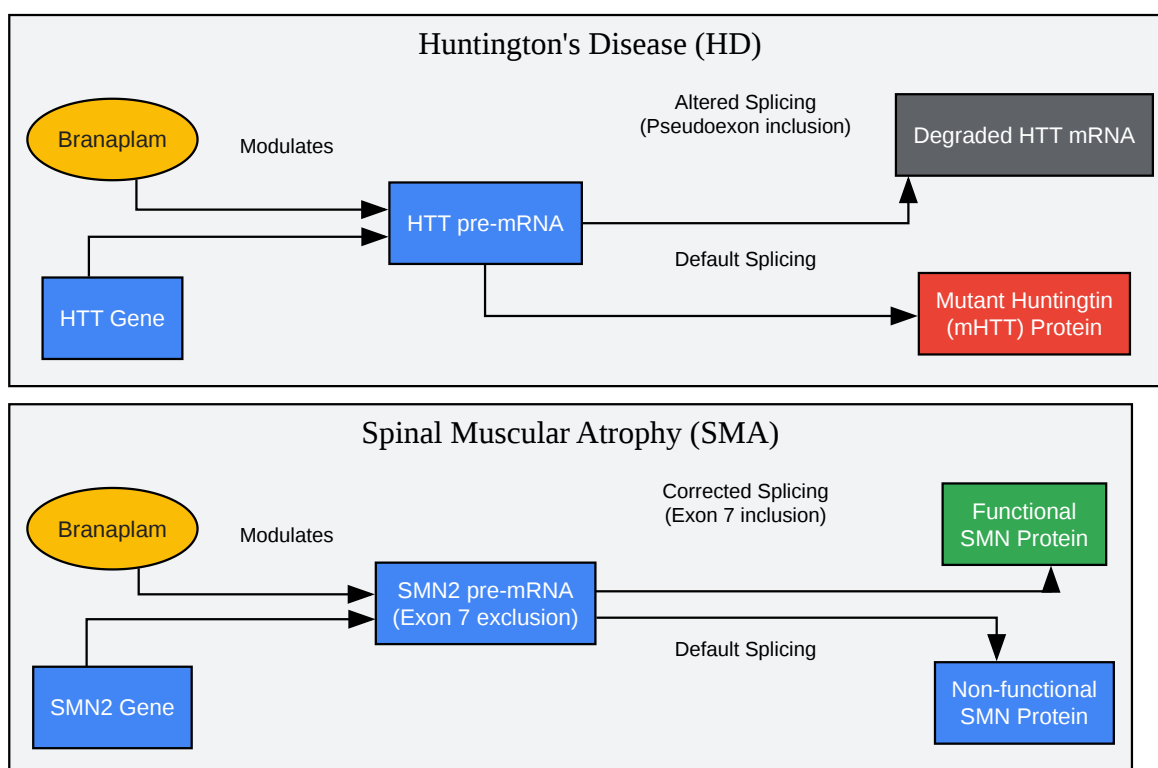 Huntington's Disease (HD)
Branaplam
Modulates
Altered Splicing
(Pseudoexon inclusion)
Degraded HTT mRNA
HTT pre-mRNA
Default Splicing
HTT Gene
Mutant Huntingtin
(mHTT) Protein
Spinal Muscular Atrophy (SMA)
Branaplam
Modulates
Corrected Splicing
(Exon 7 inclusion)
Functional
SMN Protein
SMN2 pre-mRNA
(Exon 7 exclusion)
Default Splicing
SMN2 Gene
Non-functional
SMN Protein